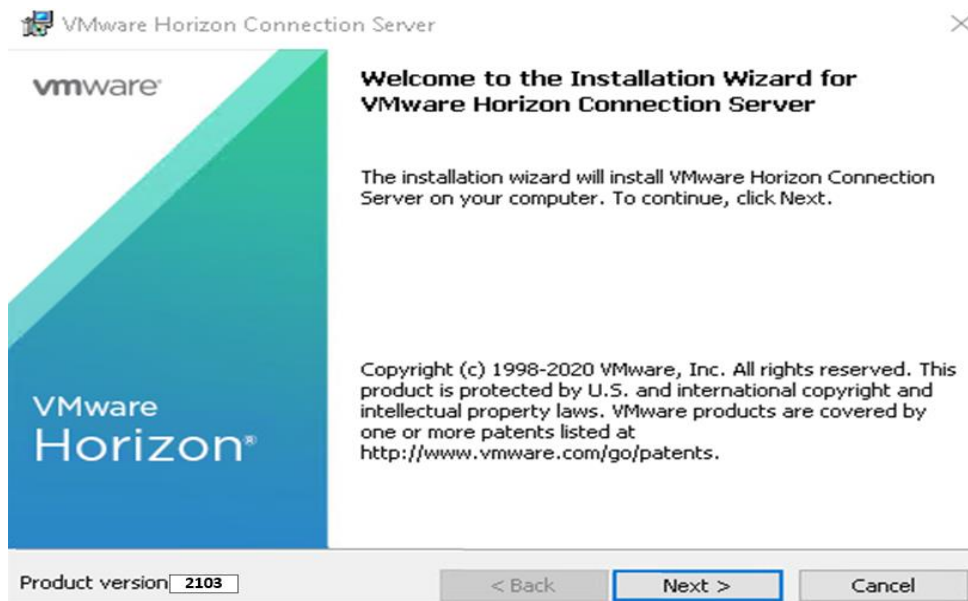 VMware Horizon Connection Server
vmware®
Welcome to the Installation Wizard for
VMware Horizon Connection Server
The installation wizard will install VMware Horizon Connection
Server on your computer. To continue, click Next.
Copyright (c) 1998-2020 VMware, Inc. All rights reserved. This
product is protected by U.S. and international copyright and
intellectual property laws. VMware products are covered by
one or more patents listed at
http://www.vmware.com/go/patents.
VMware
Horizon®
Product version 2103
< Back
Next >
Cancel